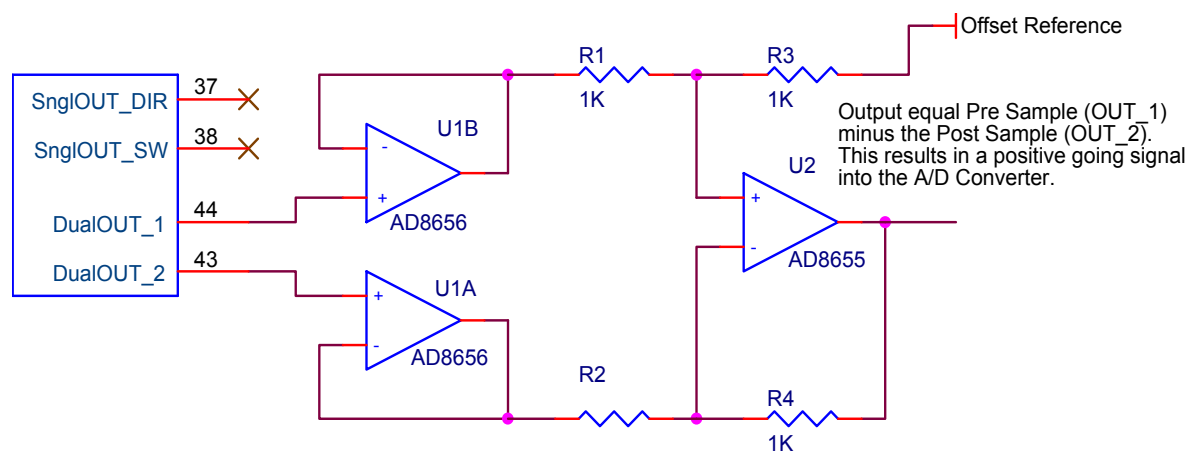 Offset Reference
R1
R3
1K
1K
SnglOUT_DIR
37
SnglOUT_SW
38
DualOUT_1
44
DualOUT_2
43
-
+
U1B
AD8656
Output equal Pre Sample (OUT_1)
minus the Post Sample (OUT_2).
This results in a positive going signal
into the A/D Converter.
U2
+
-
AD8655
+
-
U1A
AD8656
R2
R4
1K